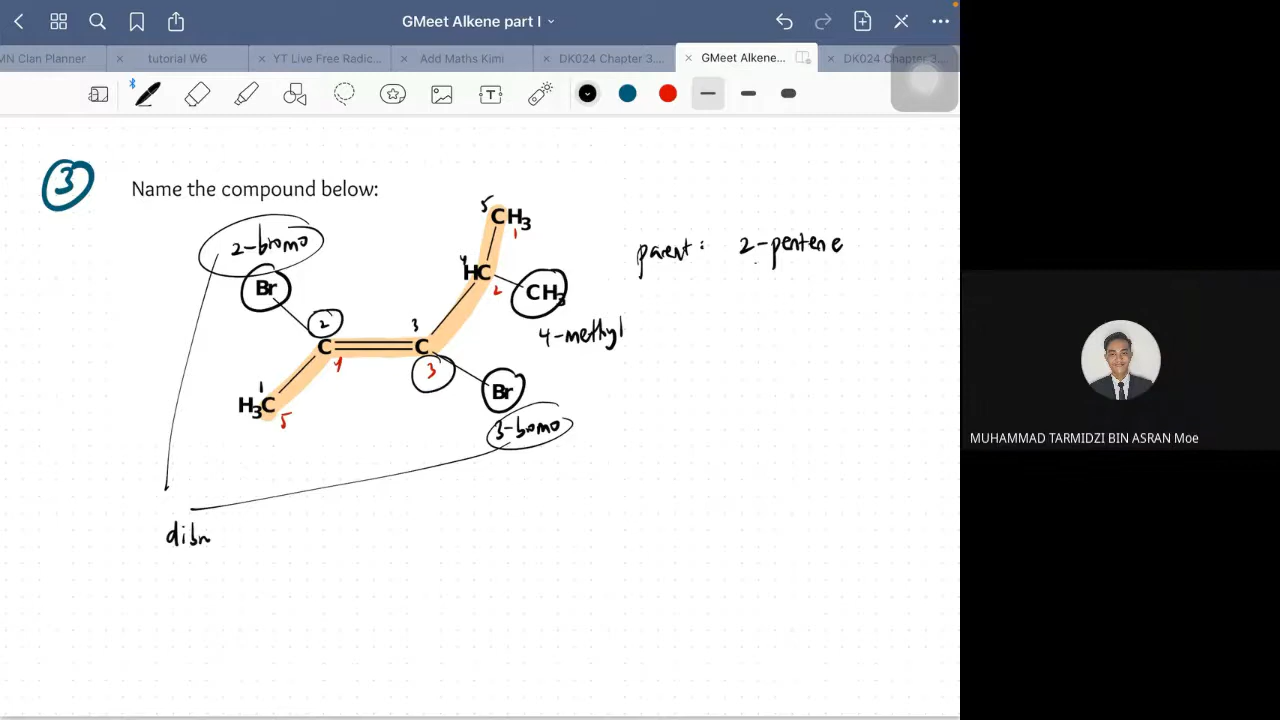 GMeet Alkene part I
MN Clan Planner
tutorial W6
YT Live Free Radic...
Add Maths Kimi
DK024 Chapter 3....
GMeet Alkene...
DK024 Chapter 3....
T
3
Name the compound below:
2-bromo
Br
5
CH3
1
4
HC
2
CH3
4-methyl
parent: 2-pentene
2
C
4
3
C
3
Br
3-bromo
1
H3C
5
dibr
MUHAMMAD TARMIDZI BIN ASRAN Moe